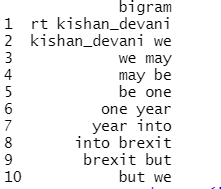 bigram
1 rt kishan_devani
2 kishan_devani we
3 we may
4 may be
5 be one
6 one year
7 year into
8 into brexit
9 brexit but
10 but we